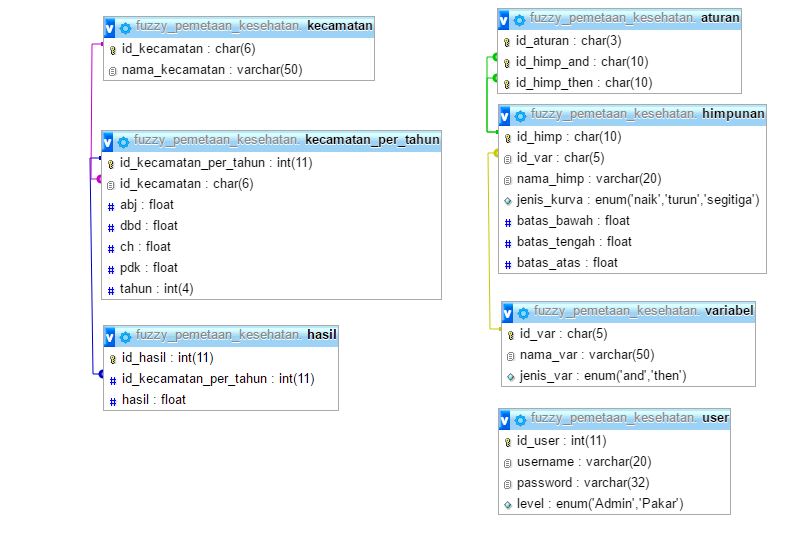 fuzzy_pemetaan_kesehatan. kecamatan
id_kecamatan : char(6)
nama_kecamatan : varchar(50)
fuzzy_pemetaan_kesehatan. kecamatan_per_tahun
id_kecamatan_per_tahun : int(11)
id_kecamatan : char(6)
abj : float
dbd : float
ch : float
pdk : float
tahun : int(4)
fuzzy_pemetaan_kesehatan. hasil
id_hasil : int(11)
id_kecamatan_per_tahun : int(11)
hasil : float
fuzzy_pemetaan_kesehatan. aturan
id_aturan : char(3)
id_himp_and : char(10)
id_himp_then : char(10)
fuzzy_pemetaan_kesehatan. himpunan
id_himp : char(10)
id_var : char(5)
nama_himp : varchar(20)
jenis_kurva : enum('naik','turun','segitiga')
batas_bawah : float
batas_tengah : float
batas_atas : float
fuzzy_pemetaan_kesehatan. variabel
id_var : char(5)
nama_var : varchar(50)
jenis_var : enum('and','then')
fuzzy_pemetaan_kesehatan. user
id_user : int(11)
username : varchar(20)
password : varchar(32)
level : enum('Admin','Pakar')